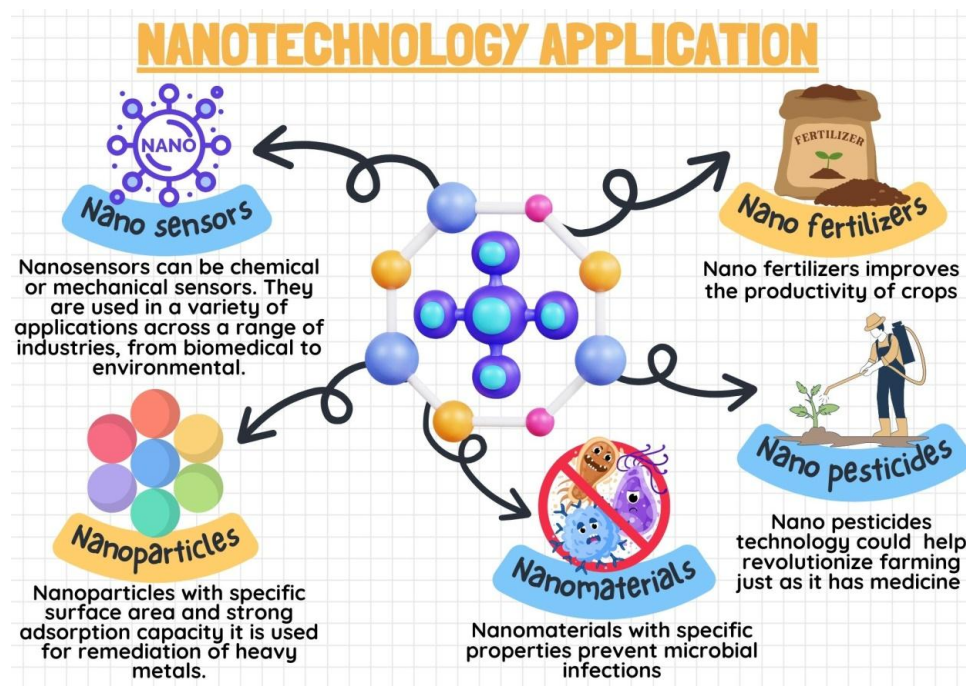 NANOTECHNOLOGY APPLICATION
NANO
Nano sensors
Nanosensors can be chemical
or mechanical sensors. They
are used in a variety of
applications across a range of
industries, from biomedical to
environmental.
FERTILIZER
Nano fertilizers
Nano fertilizers improves
the productivity of crops
Nanoparticles
Nanoparticles with specific
surface area and strong
adsorption capacity it is used
for remediation of heavy
metals.
Nanomaterials
Nanomaterials with specific
properties prevent microbial
infections
Nano pesticides
Nano pesticides
technology could help
revolutionize farming
just as it has medicine